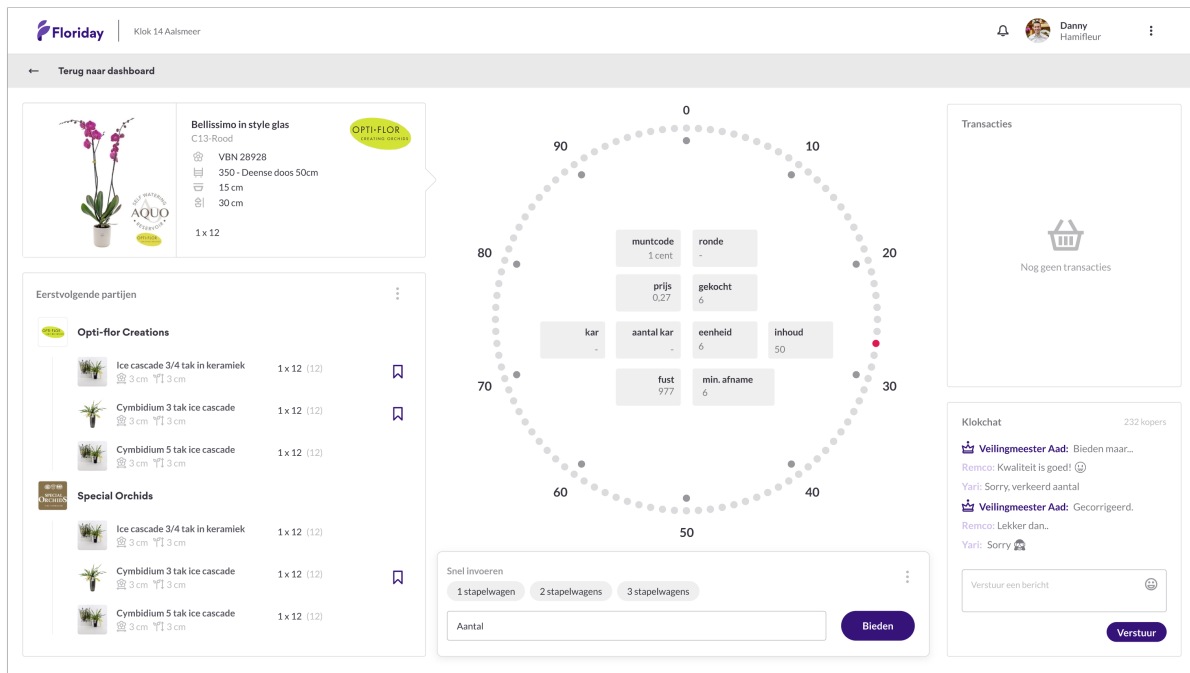 Floriday
Klok 14 Aalsmeer
Danny
Hamifleur
Terug naar dashboard
Bellissimo in style glas
C13-Rood
VBN 28928
350 - Deense doos 50cm
15 cm
30 cm
1 x 12
OPTI-FLOR
CREATING ORCHIDS
SELF WATERING
AQUO
RESERVOIR
OPTI-FLOR
Eerstvolgende partijen
OPTI-FLOR
Opti-flor Creations
Ice cascade 3/4 tak in keramiek
3 cm 3 cm
1 x 12 (12)
Cymbidium 3 tak ice cascade
3 cm 3 cm
1 x 12 (12)
Cymbidium 5 tak ice cascade
3 cm 3 cm
1 x 12 (12)
SPECIAL
ORCHIDS
Special Orchids
Ice cascade 3/4 tak in keramiek
3 cm 3 cm
1 x 12 (12)
Cymbidium 3 tak ice cascade
3 cm 3 cm
1 x 12 (12)
Cymbidium 5 tak ice cascade
3 cm 3 cm
1 x 12 (12)
0
10
20
30
40
50
60
70
80
90
muntcode
1 cent
ronde
-
prijs
0,27
gekocht
6
kar
-
aantal kar
-
eenheid
6
inhoud
50
fust
977
min. afname
6
Snel invoeren
1 stapelwagen
2 stapelwagens
3 stapelwagens
Aantal
Bieden
Transacties
Nog geen transacties
Klokchat
232 kopers
Veilingmeester Aad: Bieden maar...
Remco: Kwaliteit is goed!
Yari: Sorry, verkeerd aantal
Veilingmeester Aad: Gecorrigeerd.
Remco: Lekker dan..
Yari: Sorry
Verstuur een bericht
Verstuur